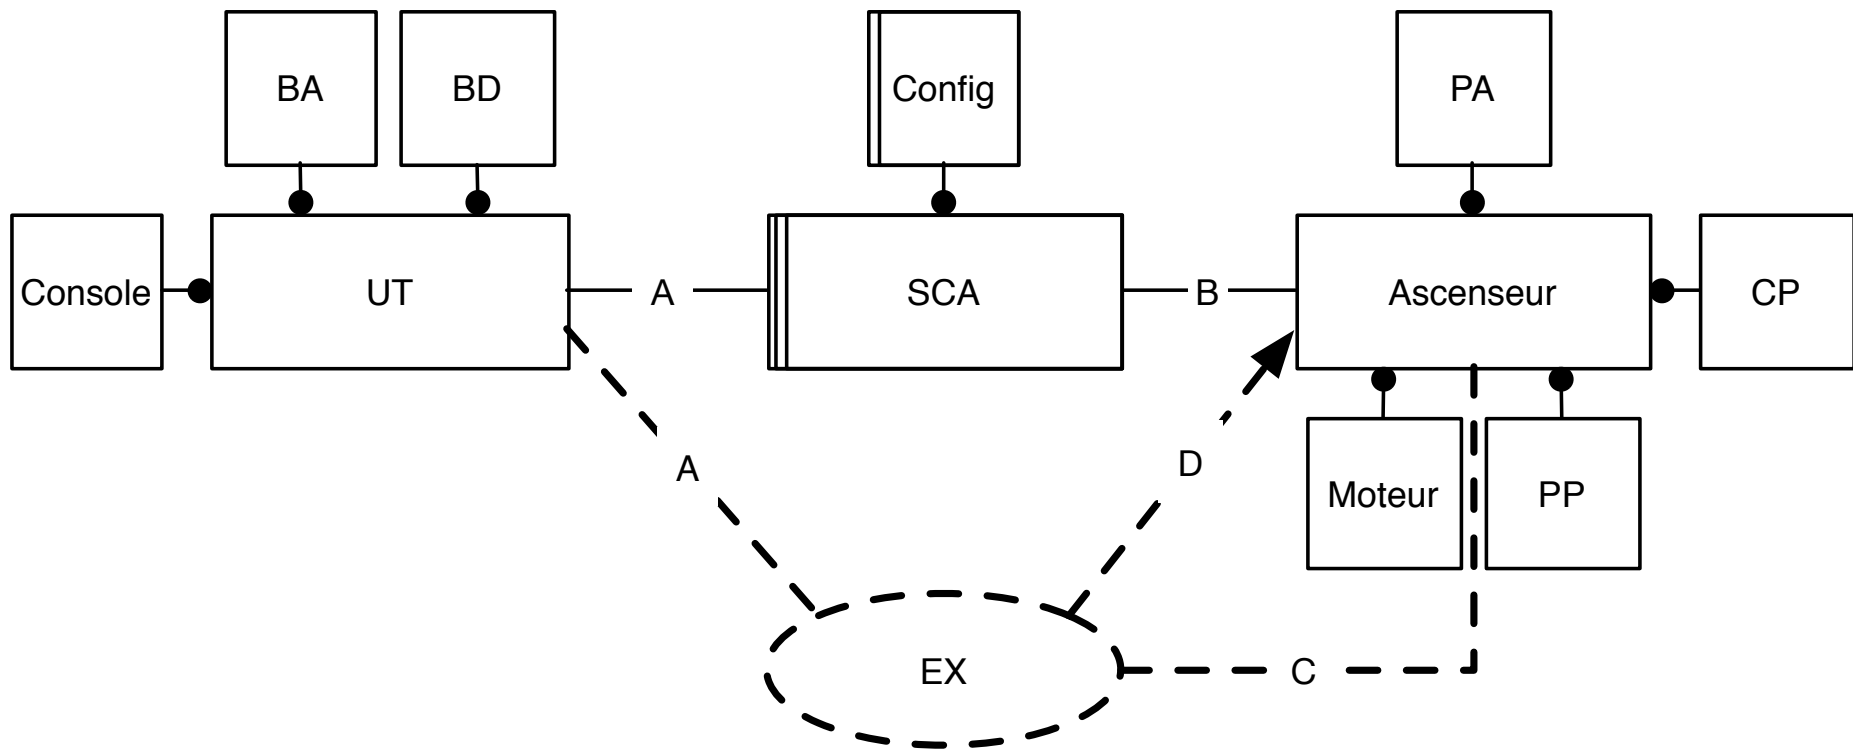 BA
BD
Config
PA
Console
UT
A
SCA
B
Ascenseur
CP
A
D
Moteur
PP
EX
C